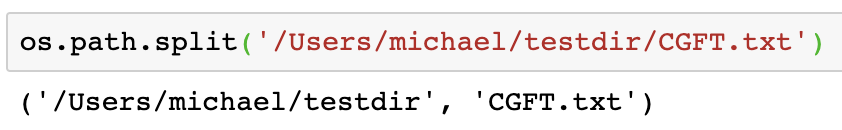 os.path.split('/Users/michael/testdir/CGFT.txt')
('/Users/michael/testdir', 'CGFT.txt')